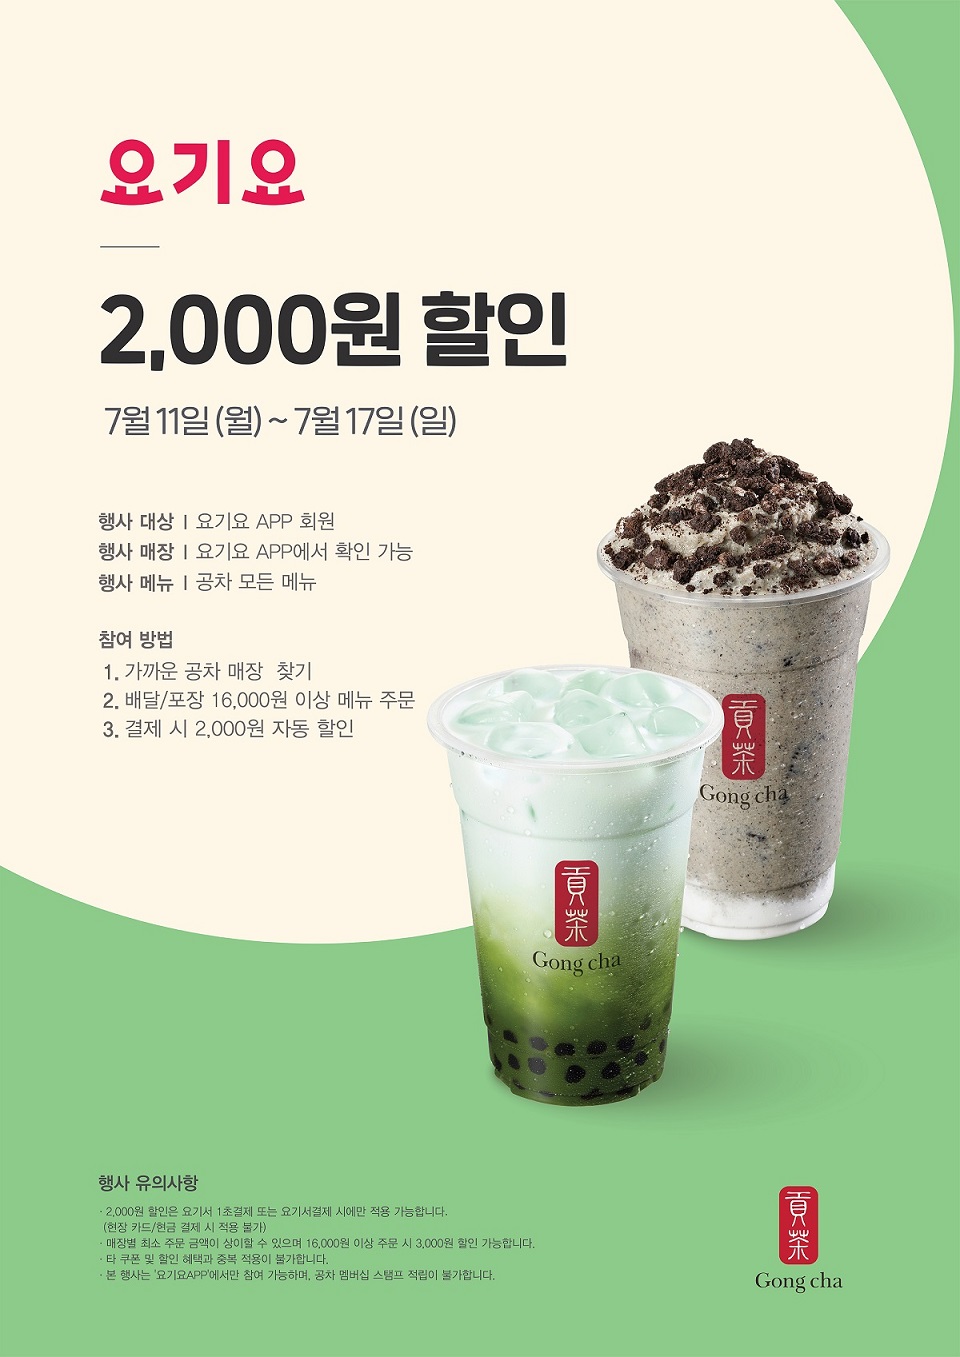 요기요
2,000원 할인
7월 11일 (월) ~ 7월 17일 (일)
행사 대상 | 요기요 APP 회원
행사 매장 | 요기요 APP에서 확인 가능
행사 메뉴 | 공차 모든 메뉴
참여 방법
1. 가까운 공차 매장 찾기
2. 배달/포장 16,000원 이상 메뉴 주문
3. 결제 시 2,000원 자동 할인
貢茶
Gong cha
貢茶
Gong cha
행사 유의사항
· 2,000원 할인은 요기서 1초결제 또는 요기서결제 시에만 적용 가능합니다.
(현장 카드/현금 결제 시 적용 불가)
· 매장별 최소 주문 금액이 상이할 수 있으며 16,000원 이상 주문 시 3,000원 할인 가능합니다.
· 타 쿠폰 및 할인 혜택과 중복 적용이 불가합니다.
· 본 행사는 '요기요APP'에서만 참여 가능하며, 공차 멤버십 스탬프 적립이 불가합니다.
貢茶
Gong cha